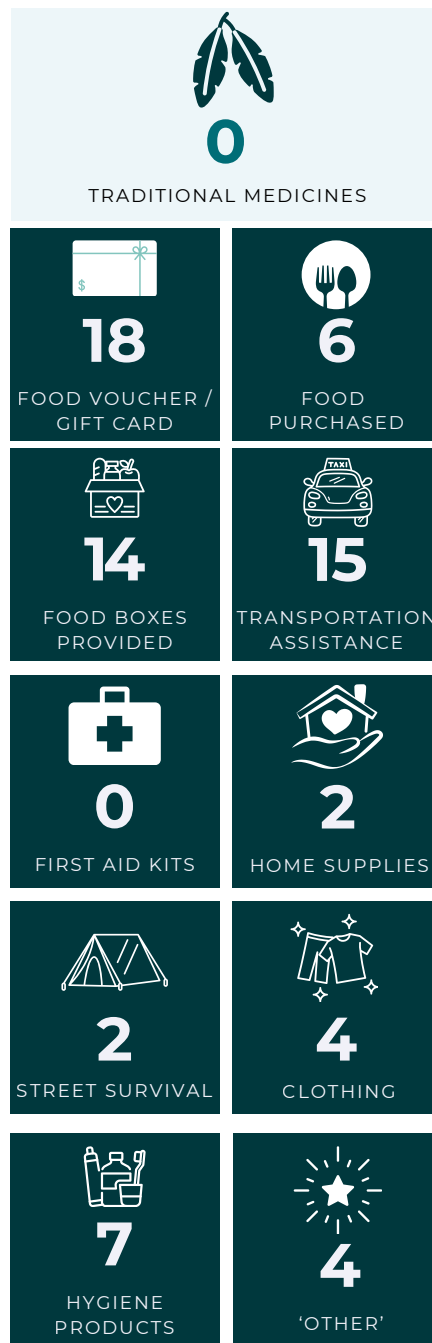 0
TRADITIONAL MEDICINES
$
18
FOOD VOUCHER /
GIFT CARD
6
FOOD
PURCHASED
14
FOOD BOXES
PROVIDED
TAXI
15
TRANSPORTATION
ASSISTANCE
0
FIRST AID KITS
2
HOME SUPPLIES
2
STREET SURVIVAL
4
CLOTHING
7
HYGIENE
PRODUCTS
4
‘OTHER’